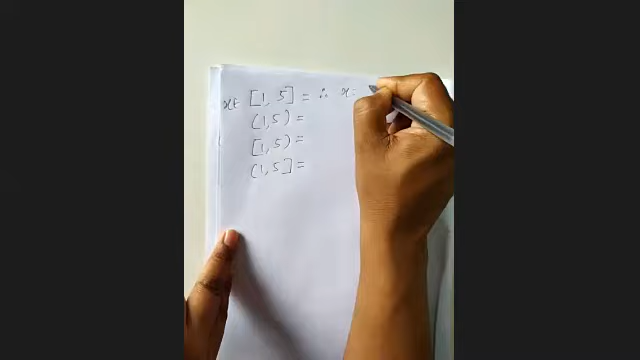 x∈ [1, 5] = ∴ x=
(1, 5) =
[1, 5) =
(1, 5] =